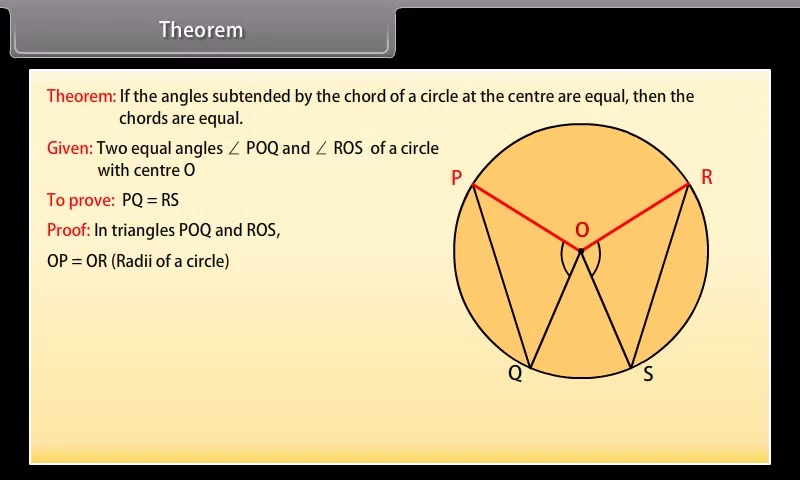 Theorem
Theorem: If the angles subtended by the chord of a circle at the centre are equal, then the
chords are equal.
Given: Two equal angles ∠ POQ and ∠ ROS of a circle
with centre O
To prove: PQ = RS
Proof: In triangles POQ and ROS,
OP = OR (Radii of a circle)
P
R
O
Q
S